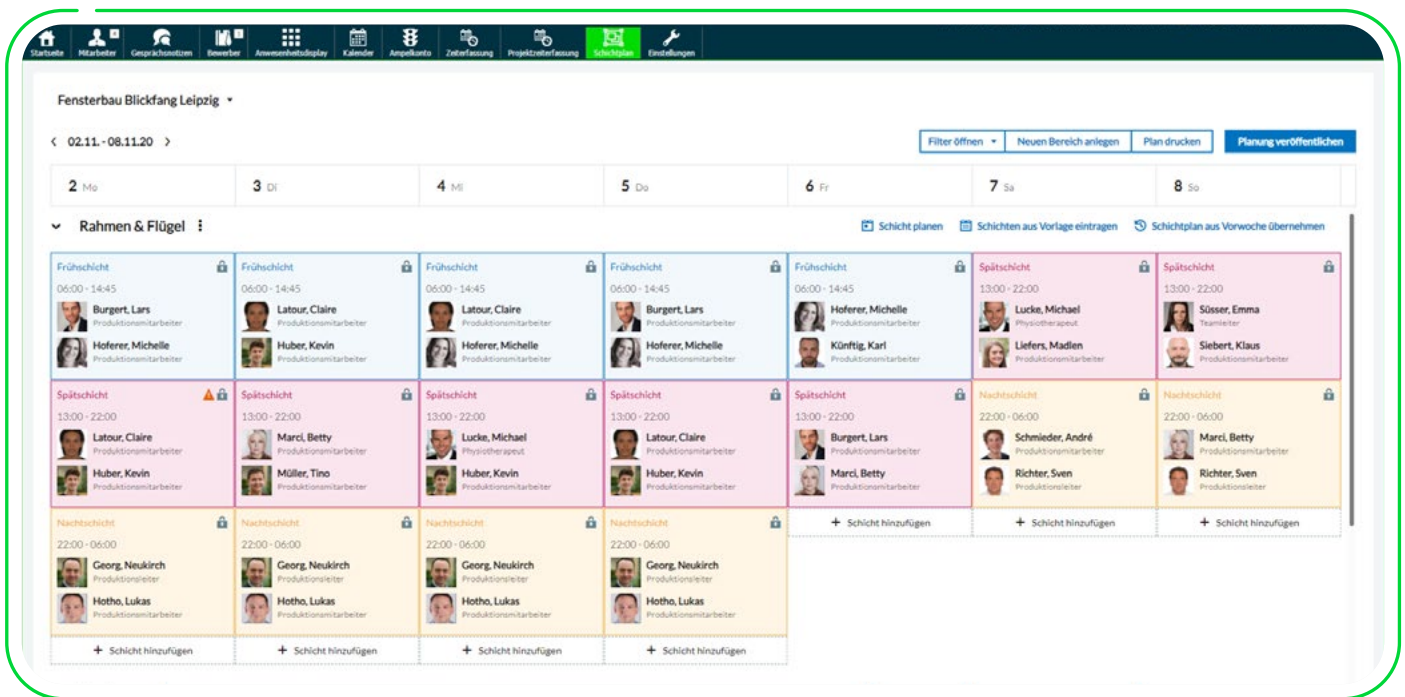 Startseite Mitarbeiter Gesprächsnotizen Bewerber Anwesenheitsdisplay Kalender Ampelkonto Zeiterfassung Projektzeiterfassung Schichtplan Einstellungen
Fensterbau Blickfang Leipzig
02.11. - 08.11.20
Filter öffnen Neuen Bereich anlegen Plan drucken Planung veröffentlichen
2 Mo 3 Di 4 Mi 5 Do 6 Fr 7 Sa 8 So
Rahmen & Flügel Schicht planen Schichten aus Vorlage eintragen Schichtplan aus Vorwoche übernehmen
Frühschicht Frühschicht Frühschicht Frühschicht Frühschicht Spätschicht Spätschicht
06:00 - 14:45 06:00 - 14:45 06:00 - 14:45 06:00 - 14:45 06:00 - 14:45 13:00 - 22:00 13:00 - 22:00
Burgert, Lars Latour, Claire Latour, Claire Burgert, Lars Hoferer, Michelle Lucke, Michael Süsser, Emma
Produktionsmitarbeiter Produktionsmitarbeiter Produktionsmitarbeiter Produktionsmitarbeiter Produktionsmitarbeiter Physiotherapeut Teamleiter
Hoferer, Michelle Huber, Kevin Hoferer, Michelle Hoferer, Michelle Künftig, Karl Liefers, Madlen Siebert, Klaus
Produktionsmitarbeiter Produktionsmitarbeiter Produktionsmitarbeiter Produktionsmitarbeiter Produktionsmitarbeiter Produktionsmitarbeiter Produktionsmitarbeiter
Spätschicht Spätschicht Spätschicht Spätschicht Spätschicht Nachtschicht Nachtschicht
13:00 - 22:00 13:00 - 22:00 13:00 - 22:00 13:00 - 22:00 13:00 - 22:00 22:00 - 06:00 22:00 - 06:00
Latour, Claire Marci, Betty Lucke, Michael Latour, Claire Burgert, Lars Schmieder, André Marci, Betty
Produktionsmitarbeiter Produktionsmitarbeiter Physiotherapeut Produktionsmitarbeiter Produktionsmitarbeiter Produktionsmitarbeiter Produktionsmitarbeiter
Huber, Kevin Müller, Tino Huber, Kevin Huber, Kevin Marci, Betty Richter, Sven Richter, Sven
Produktionsmitarbeiter Produktionsmitarbeiter Produktionsmitarbeiter Produktionsmitarbeiter Produktionsmitarbeiter Produktionsleiter Produktionsleiter
Nachtschicht Nachtschicht Nachtschicht Nachtschicht + Schicht hinzufügen + Schicht hinzufügen + Schicht hinzufügen
22:00 - 06:00 22:00 - 06:00 22:00 - 06:00 22:00 - 06:00
Georg, Neukirch Georg, Neukirch Georg, Neukirch Georg, Neukirch
Produktionsleiter Produktionsleiter Produktionsleiter Produktionsleiter
Hotho, Lukas Hotho, Lukas Hotho, Lukas Hotho, Lukas
Produktionsmitarbeiter Produktionsmitarbeiter Produktionsmitarbeiter Produktionsmitarbeiter
+ Schicht hinzufügen + Schicht hinzufügen + Schicht hinzufügen + Schicht hinzufügen